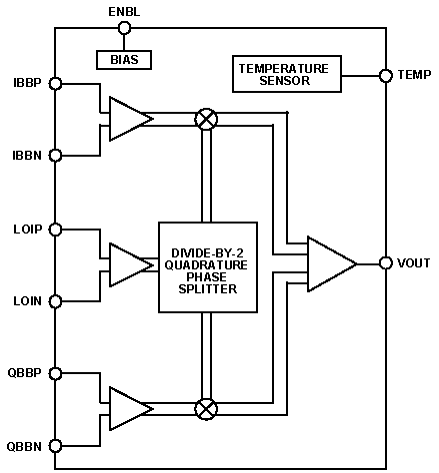 ENBL
BIAS
TEMPERATURE
SENSOR
TEMP
IBBP
IBBN
LOIP
DIVIDE-BY-2
QUADRATURE
PHASE
SPLITTER
VOUT
LOIN
QBBP
QBBN